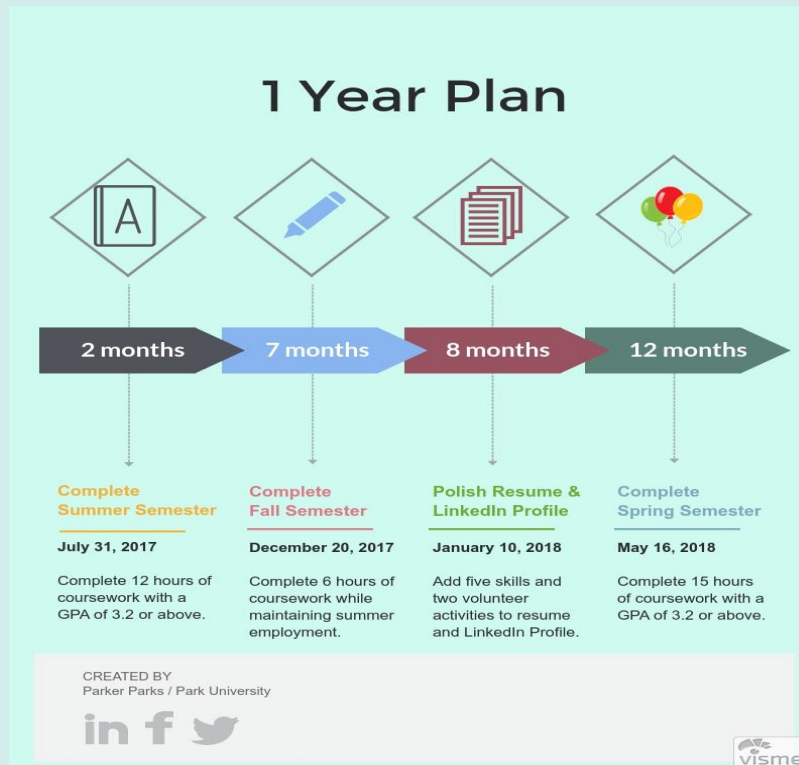 1 Year Plan
A
2 months
7 months
8 months
12 months
Complete
Summer Semester
July 31, 2017
Complete 12 hours of
coursework with a
GPA of 3.2 or above.
Complete
Fall Semester
December 20, 2017
Complete 6 hours of
coursework while
maintaining summer
employment.
Polish Resume &
LinkedIn Profile
January 10, 2018
Add five skills and
two volunteer
activities to resume
and LinkedIn Profile.
Complete
Spring Semester
May 16, 2018
Complete 15 hours
of coursework with a
GPA of 3.2 or above.
CREATED BY
Parker Parks / Park University
in f
visme